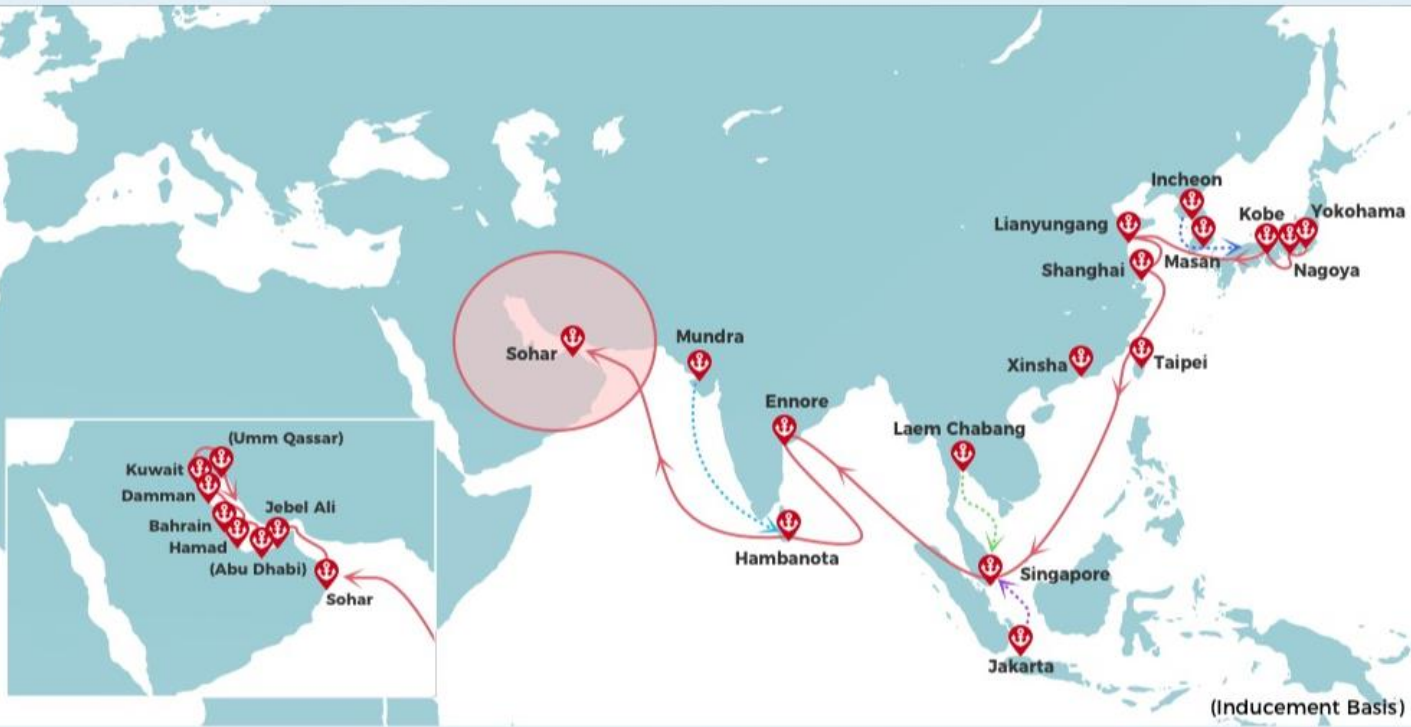 Incheon
Lianyungang
Kobe
Yokohama
Shanghai
Masan
Nagoya
Mundra
Sohar
Xinsha
Taipei
Ennore
Laem Chabang
Hambanota
Singapore
Jakarta
(Umm Qassar)
Kuwait
Damman
Jebel Ali
Bahrain
Hamad
(Abu Dhabi)
Sohar
(Inducement Basis)